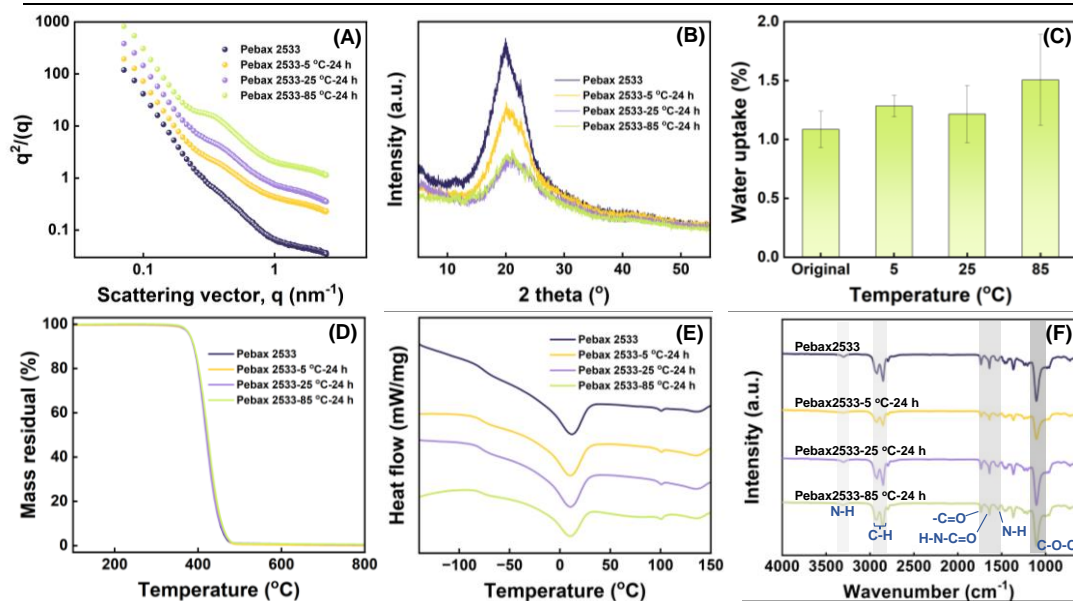 (A)
1000
100
10
1
0.1
q²/(q)
Pebax 2533
Pebax 2533-5 °C-24 h
Pebax 2533-25 °C-24 h
Pebax 2533-85 °C-24 h
0.1 1
Scattering vector, q (nm⁻¹)
(B)
Intensity (a.u.)
Pebax 2533
Pebax 2533-5 °C-24 h
Pebax 2533-25 °C-24 h
Pebax 2533-85 °C-24 h
10 20 30 40 50
2 theta (°)
(C)
2.0
1.5
1.0
0.5
0.0
Water uptake (%)
Original 5 25 85
Temperature (°C)
(D)
100
80
60
40
20
0
Mass residual (%)
Pebax 2533
Pebax 2533-5 °C-24 h
Pebax 2533-25 °C-24 h
Pebax 2533-85 °C-24 h
200 400 600 800
Temperature (°C)
(E)
Heat flow (mW/mg)
Pebax 2533
Pebax 2533-5 °C-24 h
Pebax 2533-25 °C-24 h
Pebax 2533-85 °C-24 h
−100 −50 0 50 100 150
Temperature (°C)
(F)
Intensity (a.u.)
Pebax2533
Pebax2533-5 °C-24 h
Pebax2533-25 °C-24 h
Pebax2533-85 °C-24 h
N-H
C-H
-C=O
H-N-C=O
N-H
C-O-C
4000 3500 3000 2500 2000 1500 1000
Wavenumber (cm⁻¹)